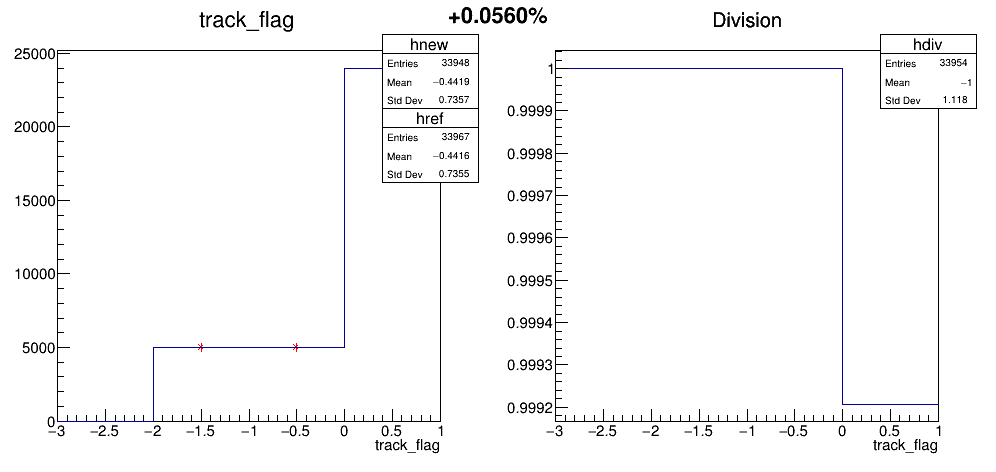 track_flag
+0.0560%
Division
hnew
Entries 33948
Mean −0.4419
Std Dev 0.7357
href
Entries 33967
Mean −0.4416
Std Dev 0.7355
25000
20000
15000
10000
5000
0
−3 −2.5 −2 −1.5 −1 −0.5 0 0.5 1
track_flag
hdiv
Entries 33954
Mean −1
Std Dev 1.118
1
0.9999
0.9998
0.9997
0.9996
0.9995
0.9994
0.9993
0.9992
−3 −2.5 −2 −1.5 −1 −0.5 0 0.5 1
track_flag